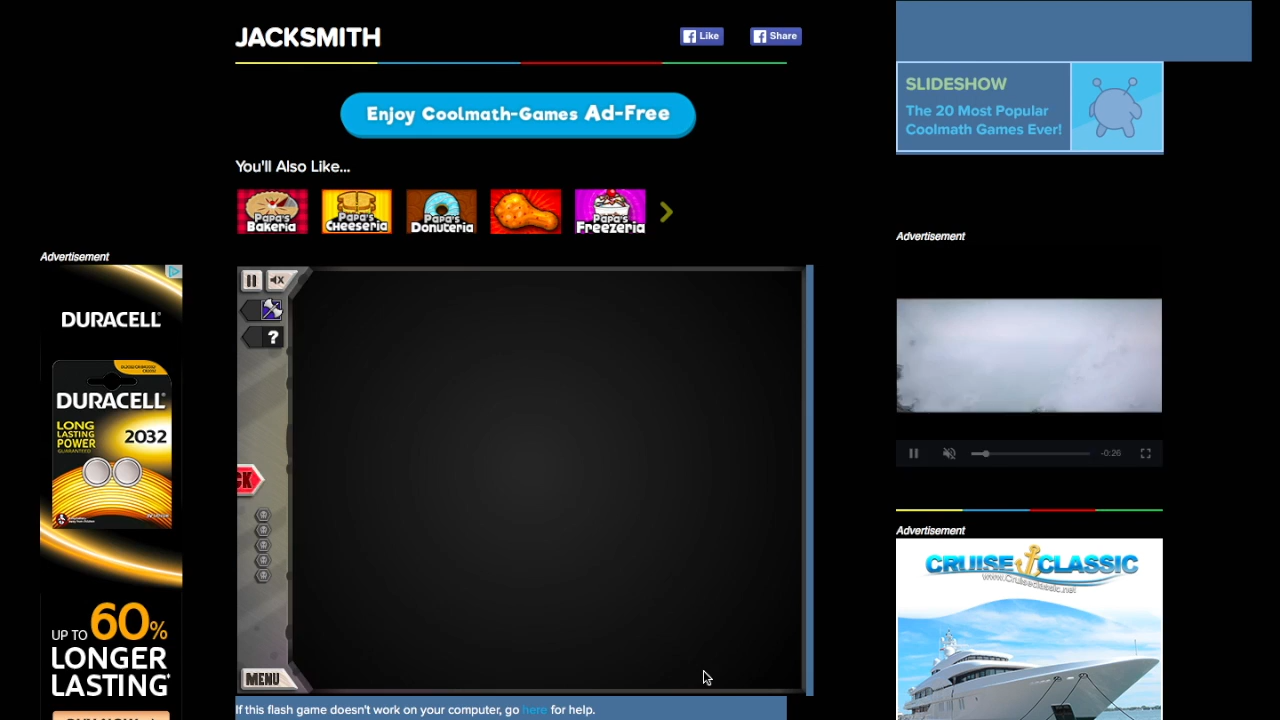 JACKSMITH
Like
Share
Enjoy Coolmath-Games Ad-Free
You'll Also Like...
Papa's Bakeria
Papa's Cheeseria
Papa's Donuteria
Papa's Freezeria
SLIDESHOW
The 20 Most Popular
Coolmath Games Ever!
Advertisement
DURACELL
DURACELL
LONG
LASTING
POWER
2032
UP TO 60%
LONGER
LASTING*
?
CK
MENU
If this flash game doesn't work on your computer, go here for help.
Advertisement
-0:26
Advertisement
CRUISE CLASSIC
www.Cruiseclassic.net